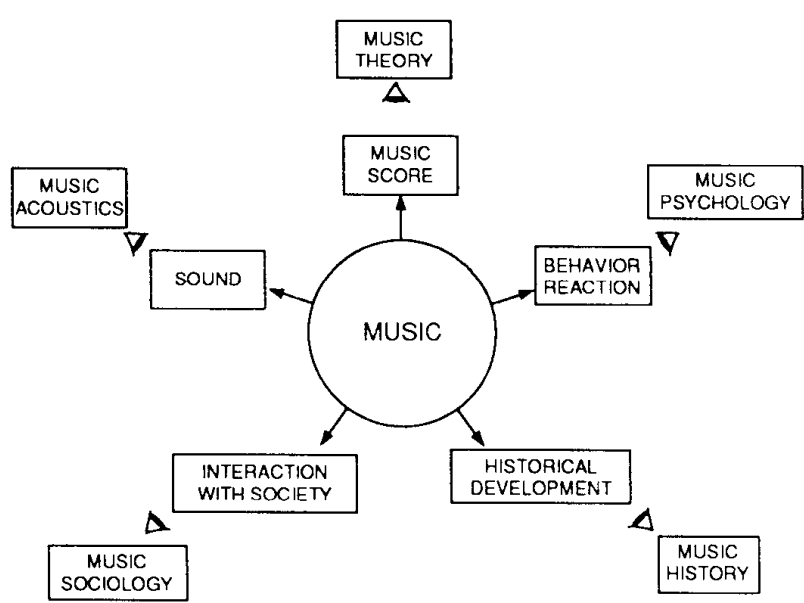 MUSIC
THEORY
MUSIC
SCORE
MUSIC
ACOUSTICS
MUSIC
PSYCHOLOGY
SOUND
BEHAVIOR
REACTION
MUSIC
INTERACTION
WITH SOCIETY
HISTORICAL
DEVELOPMENT
MUSIC
SOCIOLOGY
MUSIC
HISTORY